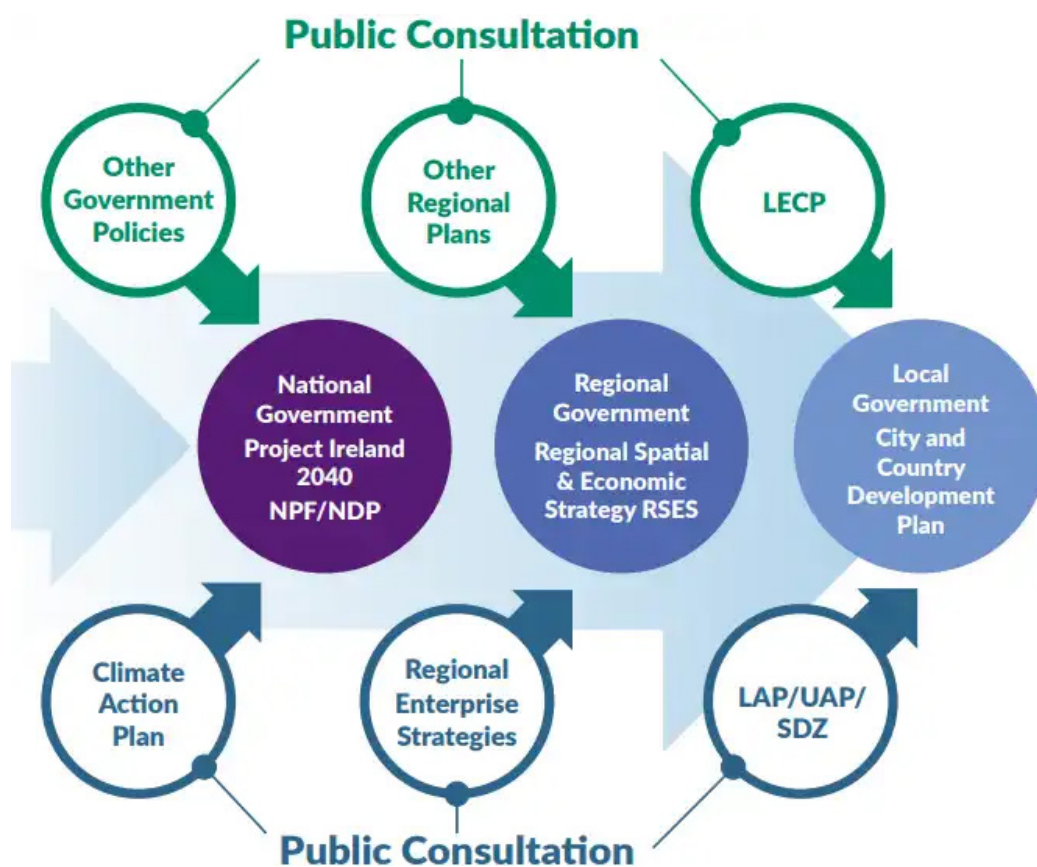 Public Consultation
Other
Government
Policies
Other
Regional
Plans
LECP
National
Government
Project Ireland
2040
NPF/NDP
Regional
Government
Regional Spatial
& Economic
Strategy RSES
Local
Government
City and
Country
Development
Plan
Climate
Action
Plan
Regional
Enterprise
Strategies
LAP/UAP/
SDZ
Public Consultation